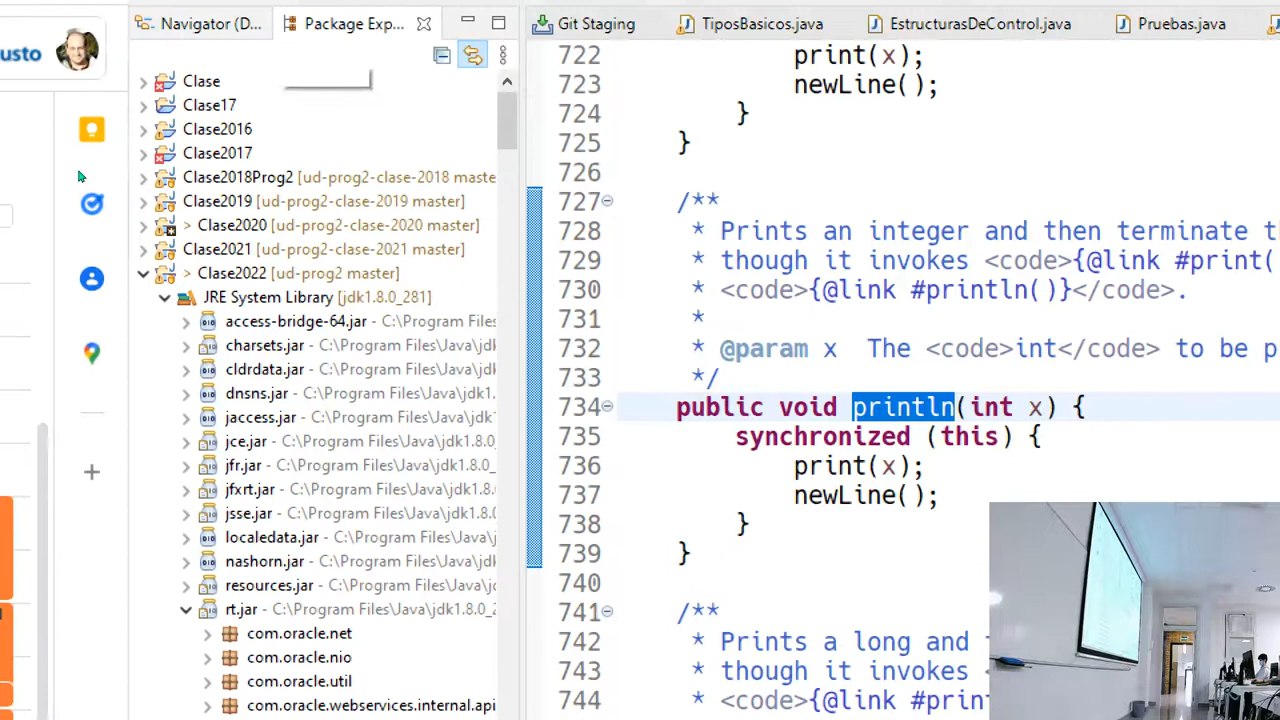 usto
Navigator (D...
Package Exp...
Git Staging
TiposBasicos.java
EstructurasDeControl.java
Pruebas.java
Clase
Clase17
Clase2016
Clase2017
Clase2018Prog2 [ud-prog2-clase-2018 maste
Clase2019 [ud-prog2-clase-2019 master]
> Clase2020 [ud-prog2-clase-2020 master]
Clase2021 [ud-prog2-clase-2021 master]
> Clase2022 [ud-prog2 master]
JRE System Library [jdk1.8.0_281]
access-bridge-64.jar - C:\Program Files
charsets.jar - C:\Program Files\Java\jdk
cldrdata.jar - C:\Program Files\Java\jdk
dnsns.jar - C:\Program Files\Java\jdk1.
jaccess.jar - C:\Program Files\Java\jdk
jce.jar - C:\Program Files\Java\jdk1.8.0
jfr.jar - C:\Program Files\Java\jdk1.8.0_
jfxrt.jar - C:\Program Files\Java\jdk1.8.
jsse.jar - C:\Program Files\Java\jdk1.8.0
localedata.jar - C:\Program Files\Java\j
nashorn.jar - C:\Program Files\Java\jdk
resources.jar - C:\Program Files\Java\j
rt.jar - C:\Program Files\Java\jdk1.8.0_2
com.oracle.net
com.oracle.nio
com.oracle.util
com.oracle.webservices.internal.api
722 print(x);
723 newLine();
724 }
725 }
726
727 /**
728 * Prints an integer and then terminate th
729 * though it invokes <code>{@link #print(
730 * <code>{@link #println()}</code>.
731 *
732 * @param x The <code>int</code> to be p
733 */
734 public void println(int x) {
735 synchronized (this) {
736 print(x);
737 newLine();
738 }
739 }
740
741 /**
742 * Prints a long and t
743 * though it invokes <
744 * <code>{@link #print